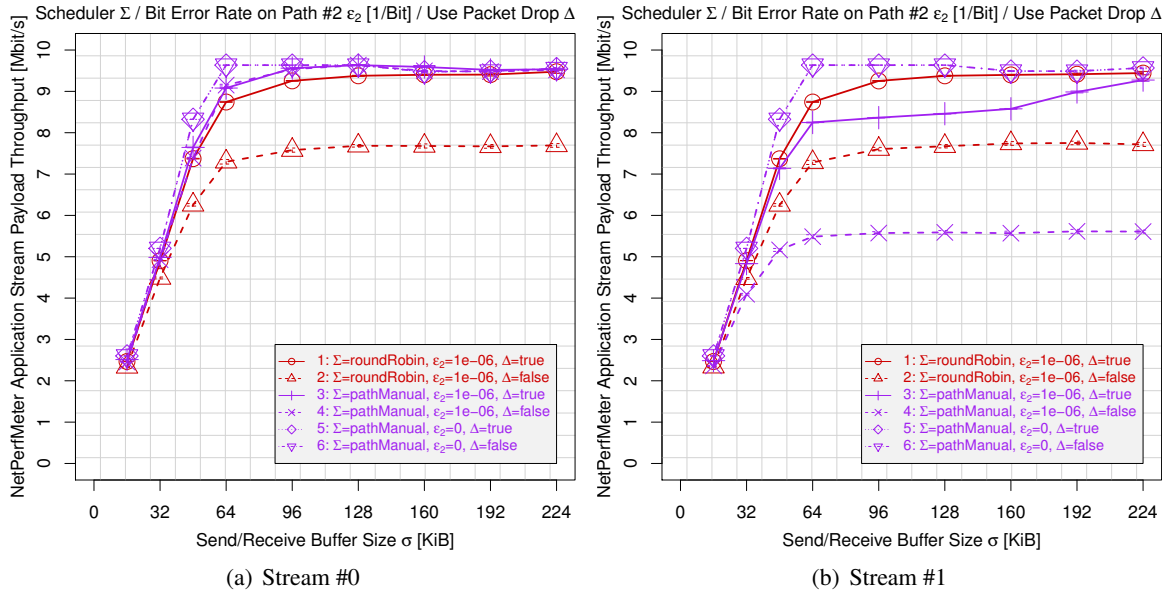 Scheduler Σ / Bit Error Rate on Path #2 ε₂ [1/Bit] / Use Packet Drop Δ
NetPerfMeter Application Stream Payload Throughput [Mbit/s]
10
9
8
7
6
5
4
3
2
1
0
1: Σ=roundRobin, ε₂=1e−06, Δ=true
2: Σ=roundRobin, ε₂=1e−06, Δ=false
3: Σ=pathManual, ε₂=1e−06, Δ=true
4: Σ=pathManual, ε₂=1e−06, Δ=false
5: Σ=pathManual, ε₂=0, Δ=true
6: Σ=pathManual, ε₂=0, Δ=false
0 32 64 96 128 160 192 224
Send/Receive Buffer Size σ [KiB]
(a) Stream #0
Scheduler Σ / Bit Error Rate on Path #2 ε₂ [1/Bit] / Use Packet Drop Δ
NetPerfMeter Application Stream Payload Throughput [Mbit/s]
10
9
8
7
6
5
4
3
2
1
0
1: Σ=roundRobin, ε₂=1e−06, Δ=true
2: Σ=roundRobin, ε₂=1e−06, Δ=false
3: Σ=pathManual, ε₂=1e−06, Δ=true
4: Σ=pathManual, ε₂=1e−06, Δ=false
5: Σ=pathManual, ε₂=0, Δ=true
6: Σ=pathManual, ε₂=0, Δ=false
0 32 64 96 128 160 192 224
Send/Receive Buffer Size σ [KiB]
(b) Stream #1